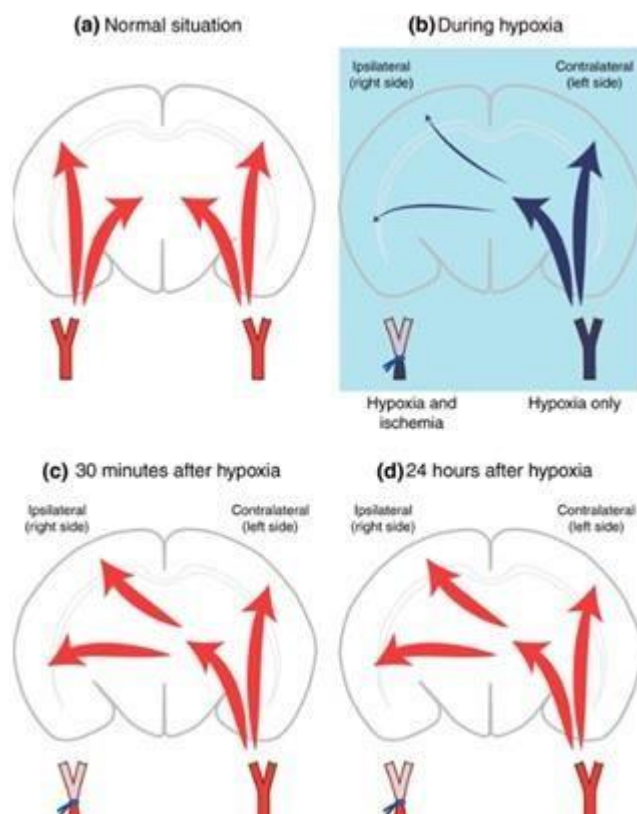 (a) Normal situation
(b) During hypoxia
Ipsilateral
(right side)
Contralateral
(left side)
Hypoxia and
ischemia
Hypoxia only
(c) 30 minutes after hypoxia
(d) 24 hours after hypoxia
Ipsilateral
(right side)
Contralateral
(left side)
Ipsilateral
(right side)
Contralateral
(left side)